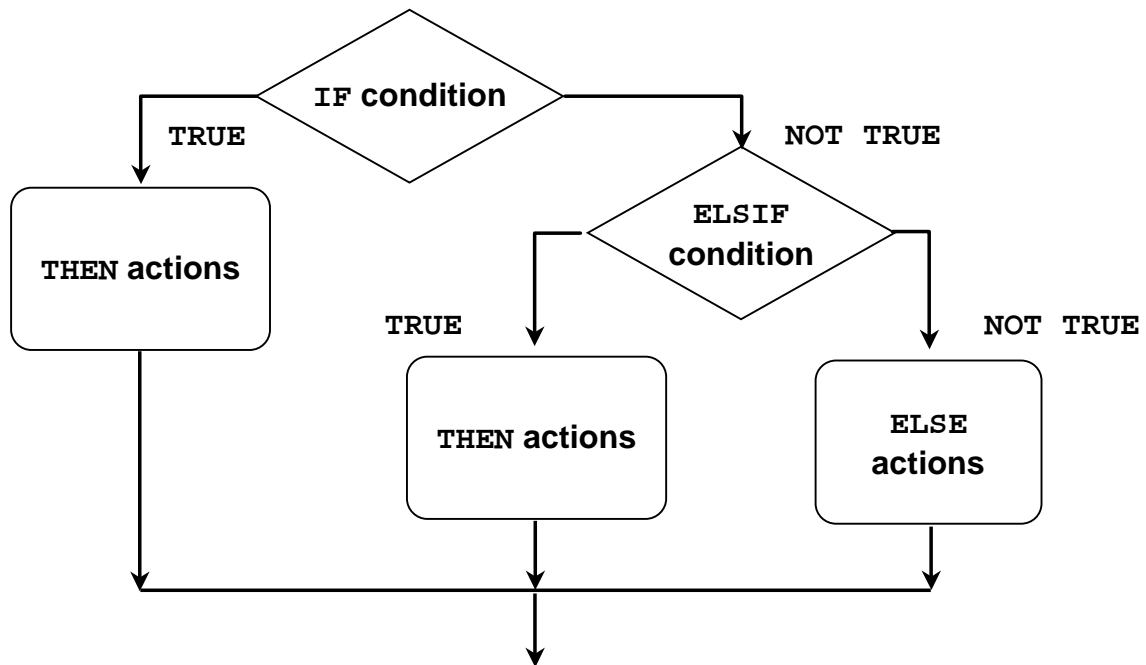 IF condition
TRUE
NOT TRUE
THEN actions
ELSIF
condition
TRUE
NOT TRUE
THEN actions
ELSE
actions